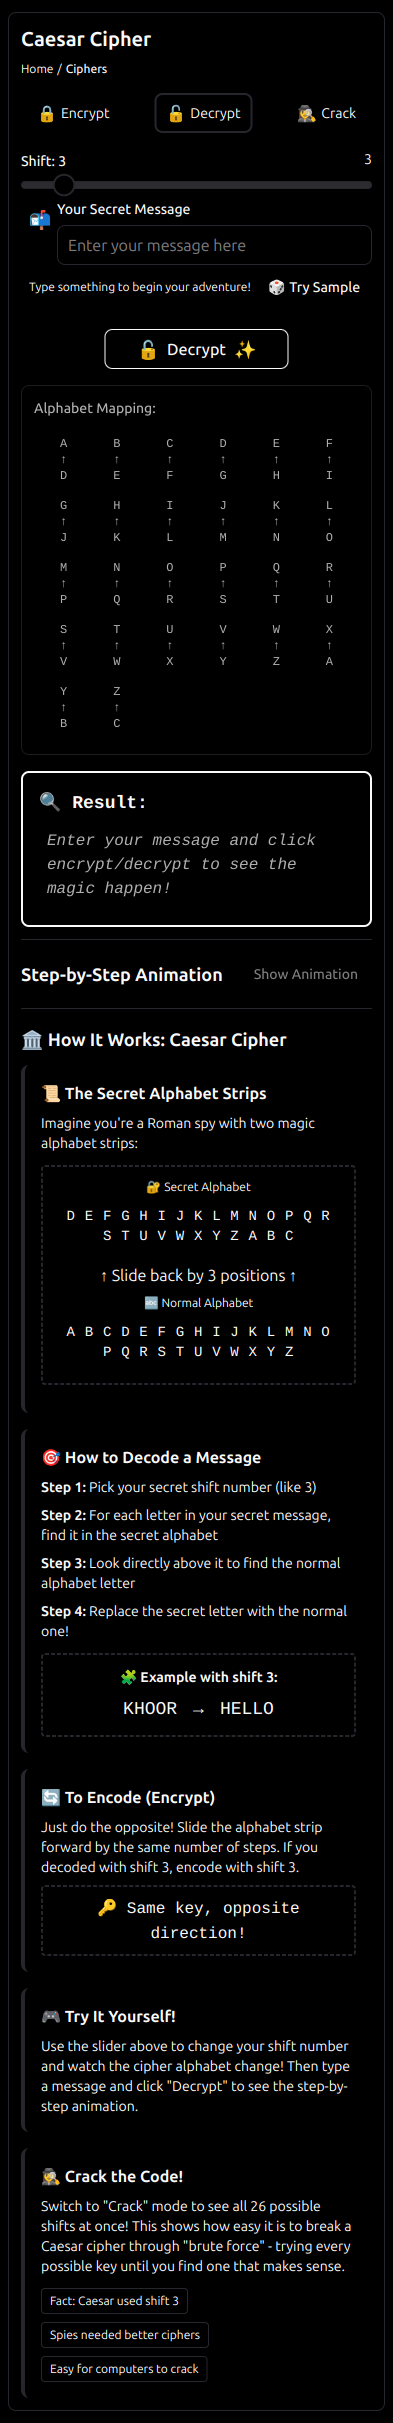 Caesar Cipher
Home / Ciphers
🔒 Encrypt 🔓 Decrypt 🕵️ Crack
Shift: 3 3
Your Secret Message
Enter your message here
Type something to begin your adventure! 🎲 Try Sample
🔓 Decrypt ✨
Alphabet Mapping:
A B C D E F
↑ ↑ ↑ ↑ ↑ ↑
D E F G H I
G H I J K L
↑ ↑ ↑ ↑ ↑ ↑
J K L M N O
M N O P Q R
↑ ↑ ↑ ↑ ↑ ↑
P Q R S T U
S T U V W X
↑ ↑ ↑ ↑ ↑ ↑
V W X Y Z A
Y Z
↑ ↑
B C
🔍 Result:
Enter your message and click
encrypt/decrypt to see the
magic happen!
Step-by-Step Animation Show Animation
🏛️ How It Works: Caesar Cipher
📜 The Secret Alphabet Strips
Imagine you're a Roman spy with two magic
alphabet strips:
🔐 Secret Alphabet
D E F G H I J K L M N O P Q R
S T U V W X Y Z A B C
↑ Slide back by 3 positions ↑
🔤 Normal Alphabet
A B C D E F G H I J K L M N O
P Q R S T U V W X Y Z
🎯 How to Decode a Message
Step 1: Pick your secret shift number (like 3)
Step 2: For each letter in your secret message,
find it in the secret alphabet
Step 3: Look directly above it to find the normal
alphabet letter
Step 4: Replace the secret letter with the normal
one!
🧩 Example with shift 3:
KHOOR → HELLO
🔄 To Encode (Encrypt)
Just do the opposite! Slide the alphabet strip
forward by the same number of steps. If you
decoded with shift 3, encode with shift 3.
🔑 Same key, opposite
direction!
🎮 Try It Yourself!
Use the slider above to change your shift number
and watch the cipher alphabet change! Then type
a message and click "Decrypt" to see the step-by-
step animation.
🕵️ Crack the Code!
Switch to "Crack" mode to see all 26 possible
shifts at once! This shows how easy it is to break a
Caesar cipher through "brute force" - trying every
possible key until you find one that makes sense.
Fact: Caesar used shift 3
Spies needed better ciphers
Easy for computers to crack